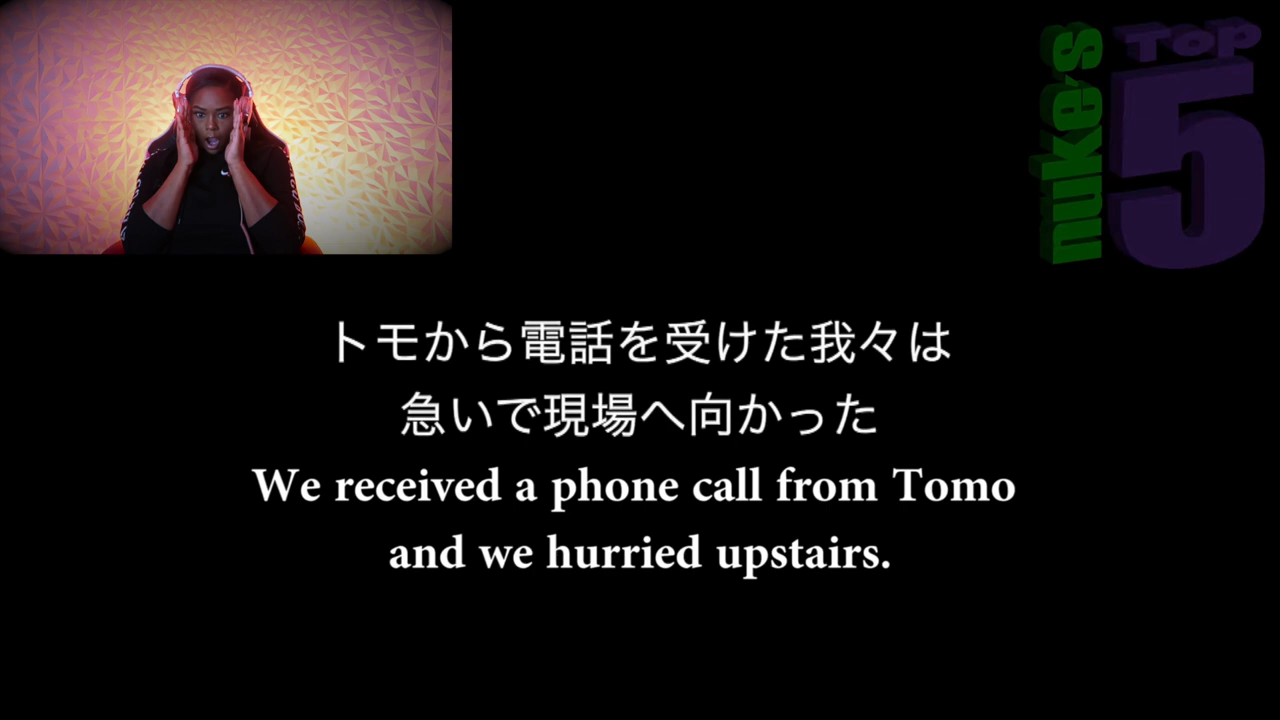 nuke's
Top
5
トモから電話を受けた我々は
急いで現場へ向かった
We received a phone call from Tomo
and we hurried upstairs.